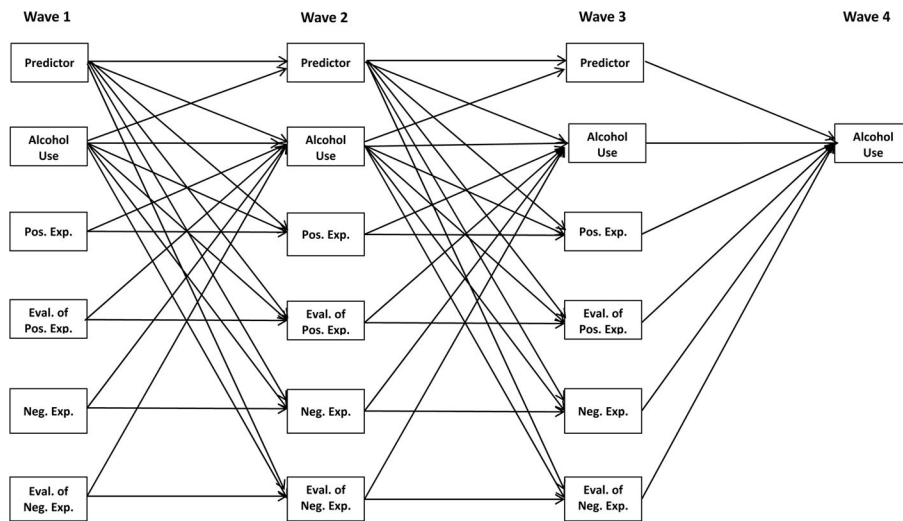 Wave 1 Wave 2 Wave 3 Wave 4
Predictor Predictor Predictor
Alcohol Use Alcohol Use Alcohol Use Alcohol Use
Pos. Exp. Pos. Exp. Pos. Exp.
Eval. of Pos. Exp. Eval. of Pos. Exp. Eval. of Pos. Exp.
Neg. Exp. Neg. Exp. Neg. Exp.
Eval. of Neg. Exp. Eval. of Neg. Exp. Eval. of Neg. Exp.